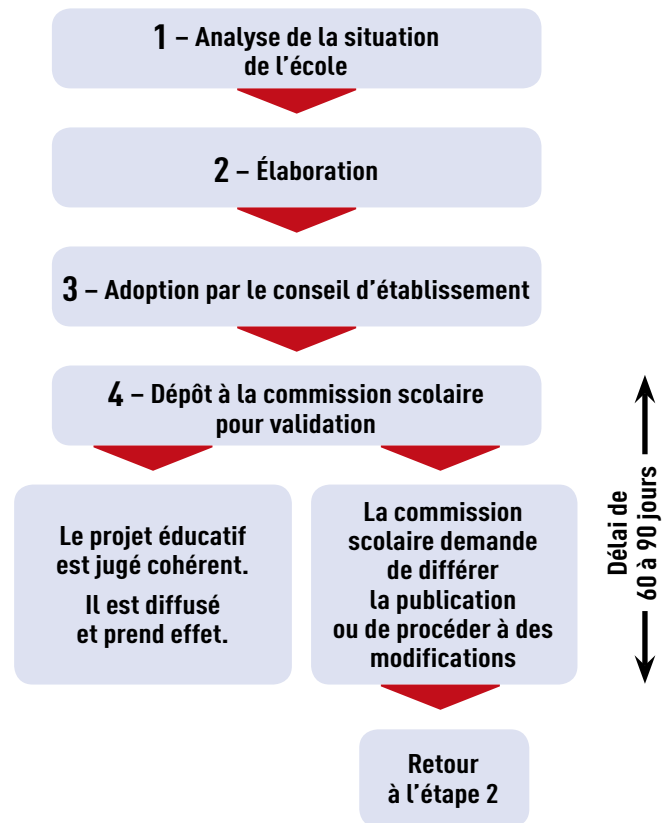 1 – Analyse de la situation
de l'école
2 – Élaboration
3 – Adoption par le conseil d'établissement
4 – Dépôt à la commission scolaire
pour validation
Le projet éducatif
est jugé cohérent.
Il est diffusé
et prend effet.
La commission
scolaire demande
de différer
la publication
ou de procéder à des
modifications
Délai de
60 à 90 jours
Retour
à l'étape 2